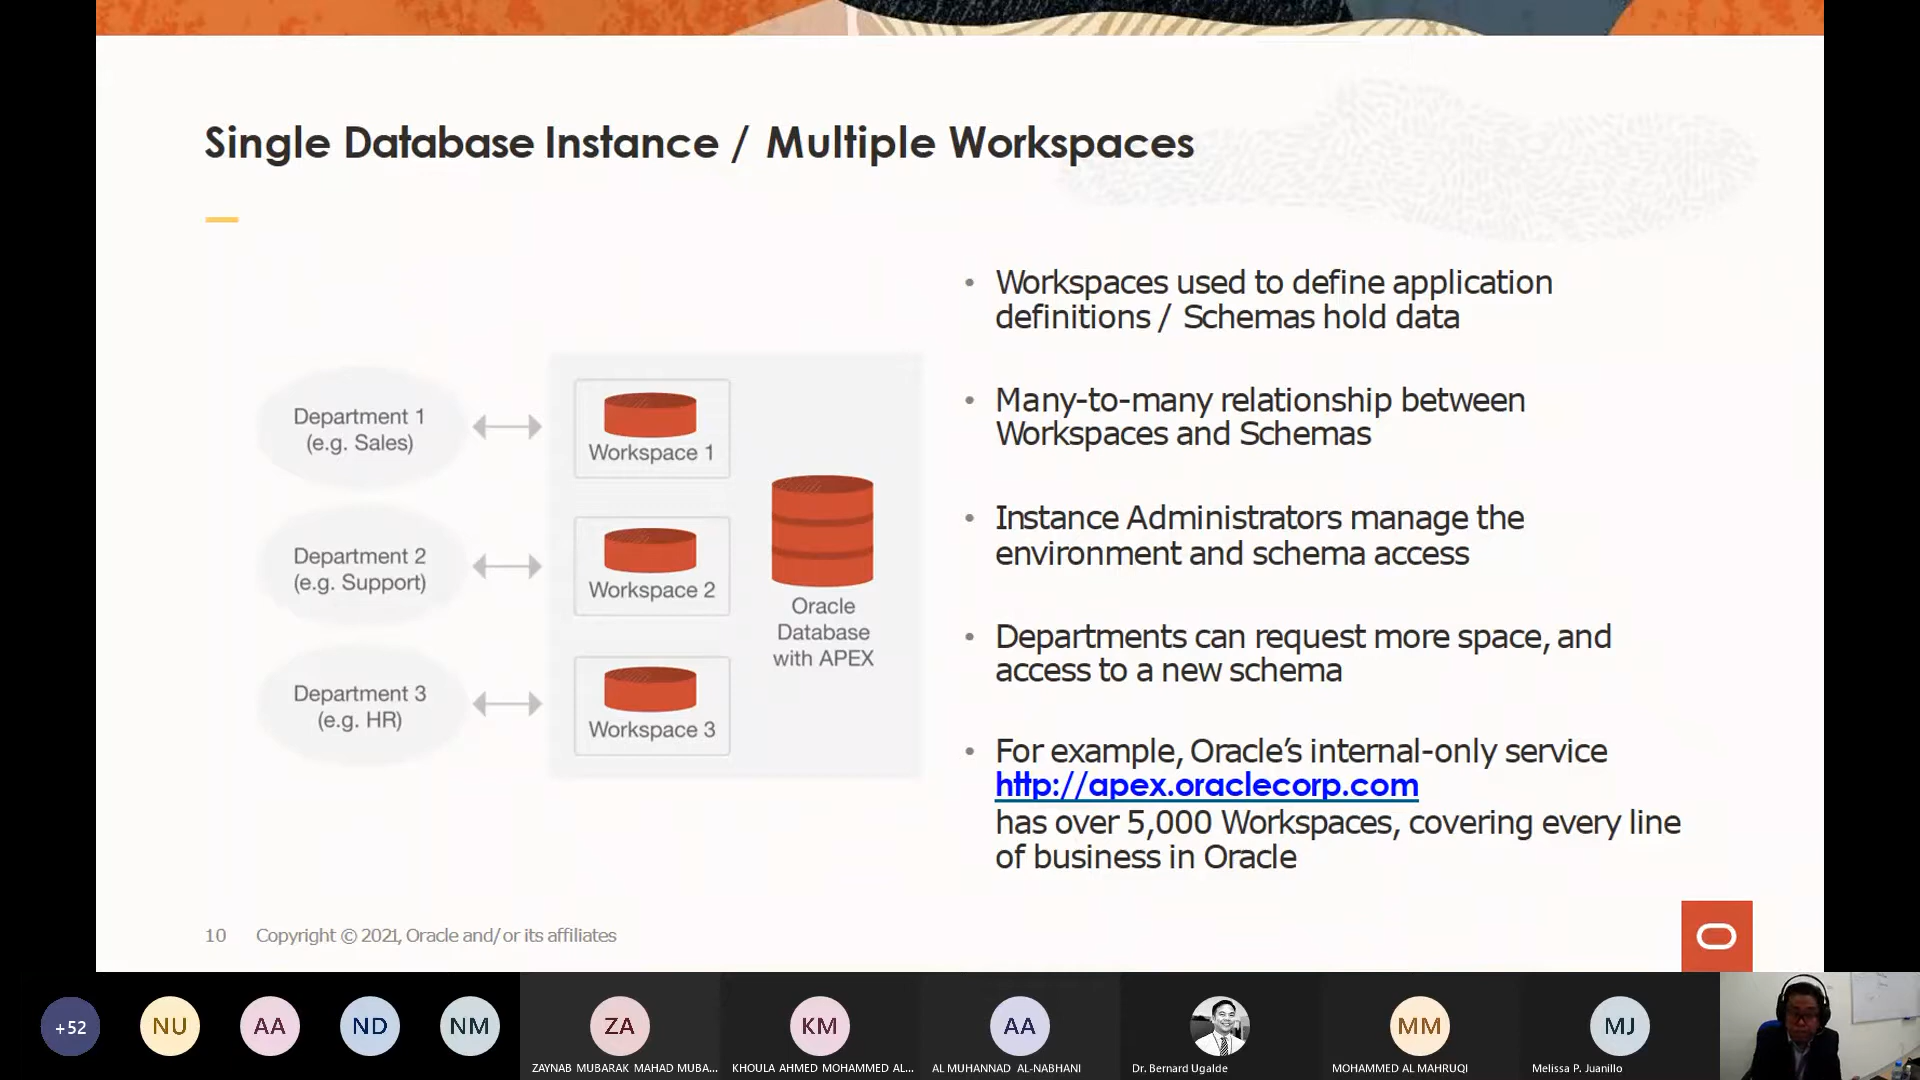 Single Database Instance / Multiple Workspaces
Department 1
(e.g. Sales)
Department 2
(e.g. Support)
Department 3
(e.g. HR)
Workspace 1
Workspace 2
Workspace 3
Oracle
Database
with APEX
• Workspaces used to define application
definitions / Schemas hold data
• Many-to-many relationship between
Workspaces and Schemas
• Instance Administrators manage the
environment and schema access
• Departments can request more space, and
access to a new schema
• For example, Oracle’s internal-only service
http://apex.oraclecorp.com
has over 5,000 Workspaces, covering every line
of business in Oracle
10 Copyright © 2021, Oracle and/or its affiliates
+52
NU
AA
ND
NM
ZA
ZAYNAB MUBARAK MAHAD MUBA...
KM
KHOULA AHMED MOHAMMED AL...
AA
AL MUHANNAD AL-NABHANI
Dr. Bernard Ugalde
MM
MOHAMMED AL MAHRUQI
MJ
Melissa P. Juanillo